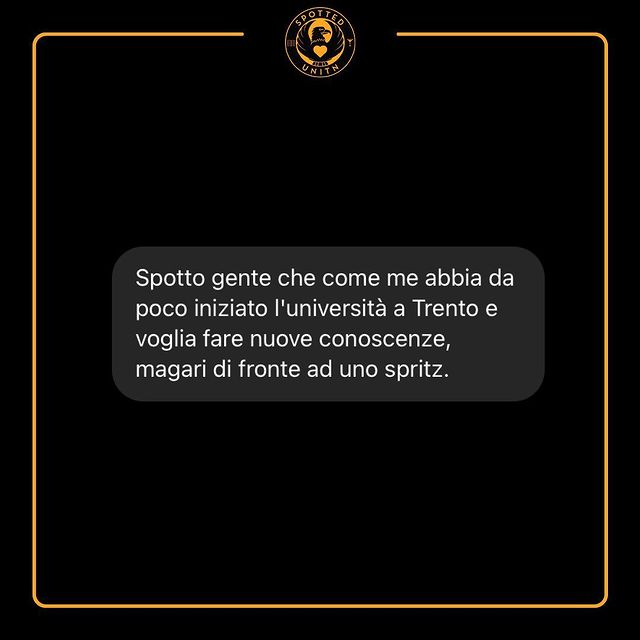 SPOTTED
UNITN
Spotto gente che come me abbia da
poco iniziato l'università a Trento e
voglia fare nuove conoscenze,
magari di fronte ad uno spritz.